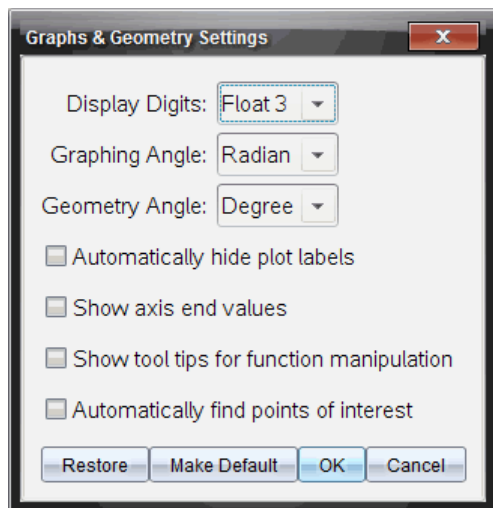 Graphs & Geometry Settings
Display Digits: Float 3
Graphing Angle: Radian
Geometry Angle: Degree
Automatically hide plot labels
Show axis end values
Show tool tips for function manipulation
Automatically find points of interest
Restore Make Default OK Cancel